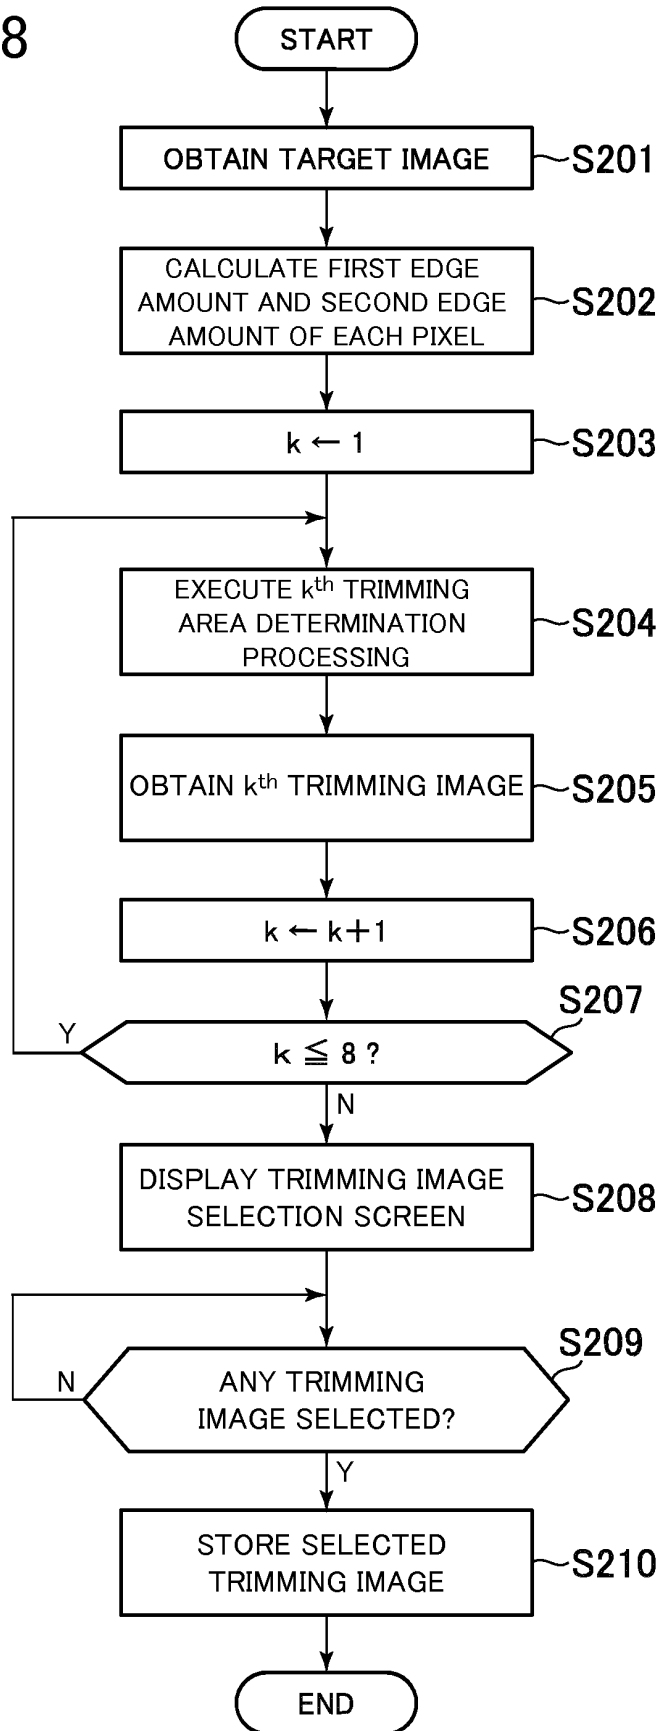 8
START
OBTAIN TARGET IMAGE
S201
CALCULATE FIRST EDGE
AMOUNT AND SECOND EDGE
AMOUNT OF EACH PIXEL
S202
k ← 1
S203
EXECUTE kth TRIMMING
AREA DETERMINATION
PROCESSING
S204
OBTAIN kth TRIMMING IMAGE
S205
k ← k+1
S206
S207
Y
k ≦ 8 ?
N
DISPLAY TRIMMING IMAGE
SELECTION SCREEN
S208
S209
N
ANY TRIMMING
IMAGE SELECTED?
Y
STORE SELECTED
TRIMMING IMAGE
S210
END